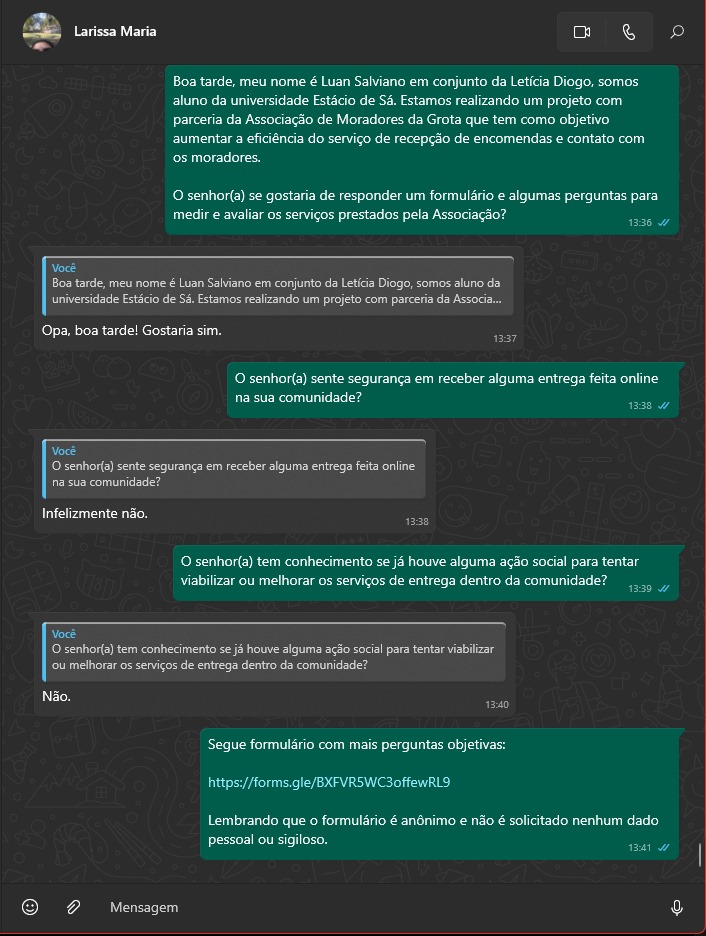 Larissa Maria
Boa tarde, meu nome é Luan Salviano em conjunto da Letícia Diogo, somos
aluno da universidade Estácio de Sá. Estamos realizando um projeto com
parceria da Associação de Moradores da Grota que tem como objetivo
aumentar a eficiência do serviço de recepção de encomendas e contato com
os moradores.
O senhor(a) se gostaria de responder um formulário e algumas perguntas para
medir e avaliar os serviços prestados pela Associação?
13:36
Você
Boa tarde, meu nome é Luan Salviano em conjunto da Letícia Diogo, somos aluno da
universidade Estácio de Sá. Estamos realizando um projeto com parceria da Associa...
Opa, boa tarde! Gostaria sim.
13:37
O senhor(a) sente segurança em receber alguma entrega feita online
na sua comunidade?
13:38
Você
O senhor(a) sente segurança em receber alguma entrega feita online
na sua comunidade?
Infelizmente não.
13:38
O senhor(a) tem conhecimento se já houve alguma ação social para tentar
viabilizar ou melhorar os serviços de entrega dentro da comunidade?
13:39
Você
O senhor(a) tem conhecimento se já houve alguma ação social para tentar viabilizar
ou melhorar os serviços de entrega dentro da comunidade?
Não.
13:40
Segue formulário com mais perguntas objetivas:
https://forms.gle/BXFVR5WC3offewRL9
Lembrando que o formulário é anônimo e não é solicitado nenhum dado
pessoal ou sigiloso.
13:41
Mensagem